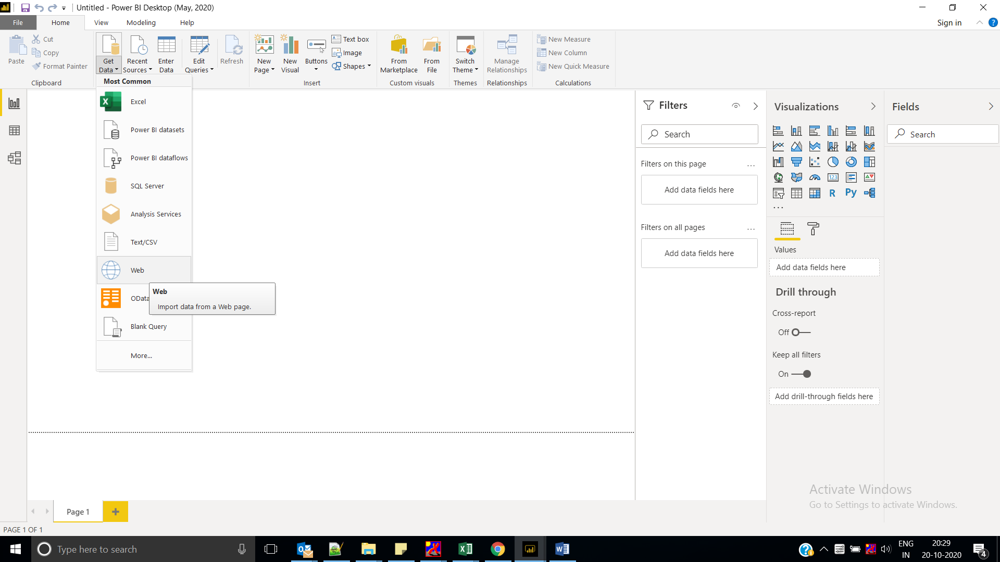 Untitled - Power BI Desktop (May, 2020)
File
Home
View
Modeling
Help
Sign in
?
Paste
Cut
Copy
Format Painter
Clipboard
Get
Data
Recent
Sources
Enter
Data
Edit
Queries
Refresh
New
Page
New
Visual
Buttons
Text box
Image
Shapes
Insert
From
Marketplace
From
File
Custom visuals
Switch
Theme
Themes
Manage
Relationships
Relationships
New Measure
New Column
New Quick Measure
Calculations
Most Common
Excel
Power BI datasets
Power BI dataflows
SQL Server
Analysis Services
Text/CSV
Web
OData
Blank Query
More...
Web
Import data from a Web page.
Filters
Search
Filters on this page
...
Add data fields here
Filters on all pages
...
Add data fields here
Visualizations
123
R
Py
...
Values
Add data fields here
Drill through
Cross-report
Off
Keep all filters
On
Add drill-through fields here
Fields
Search
Activate Windows
Go to Settings to activate Windows.
Page 1
+
PAGE 1 OF 1
Type here to search
ENG
IN
20:29
20-10-2020
4